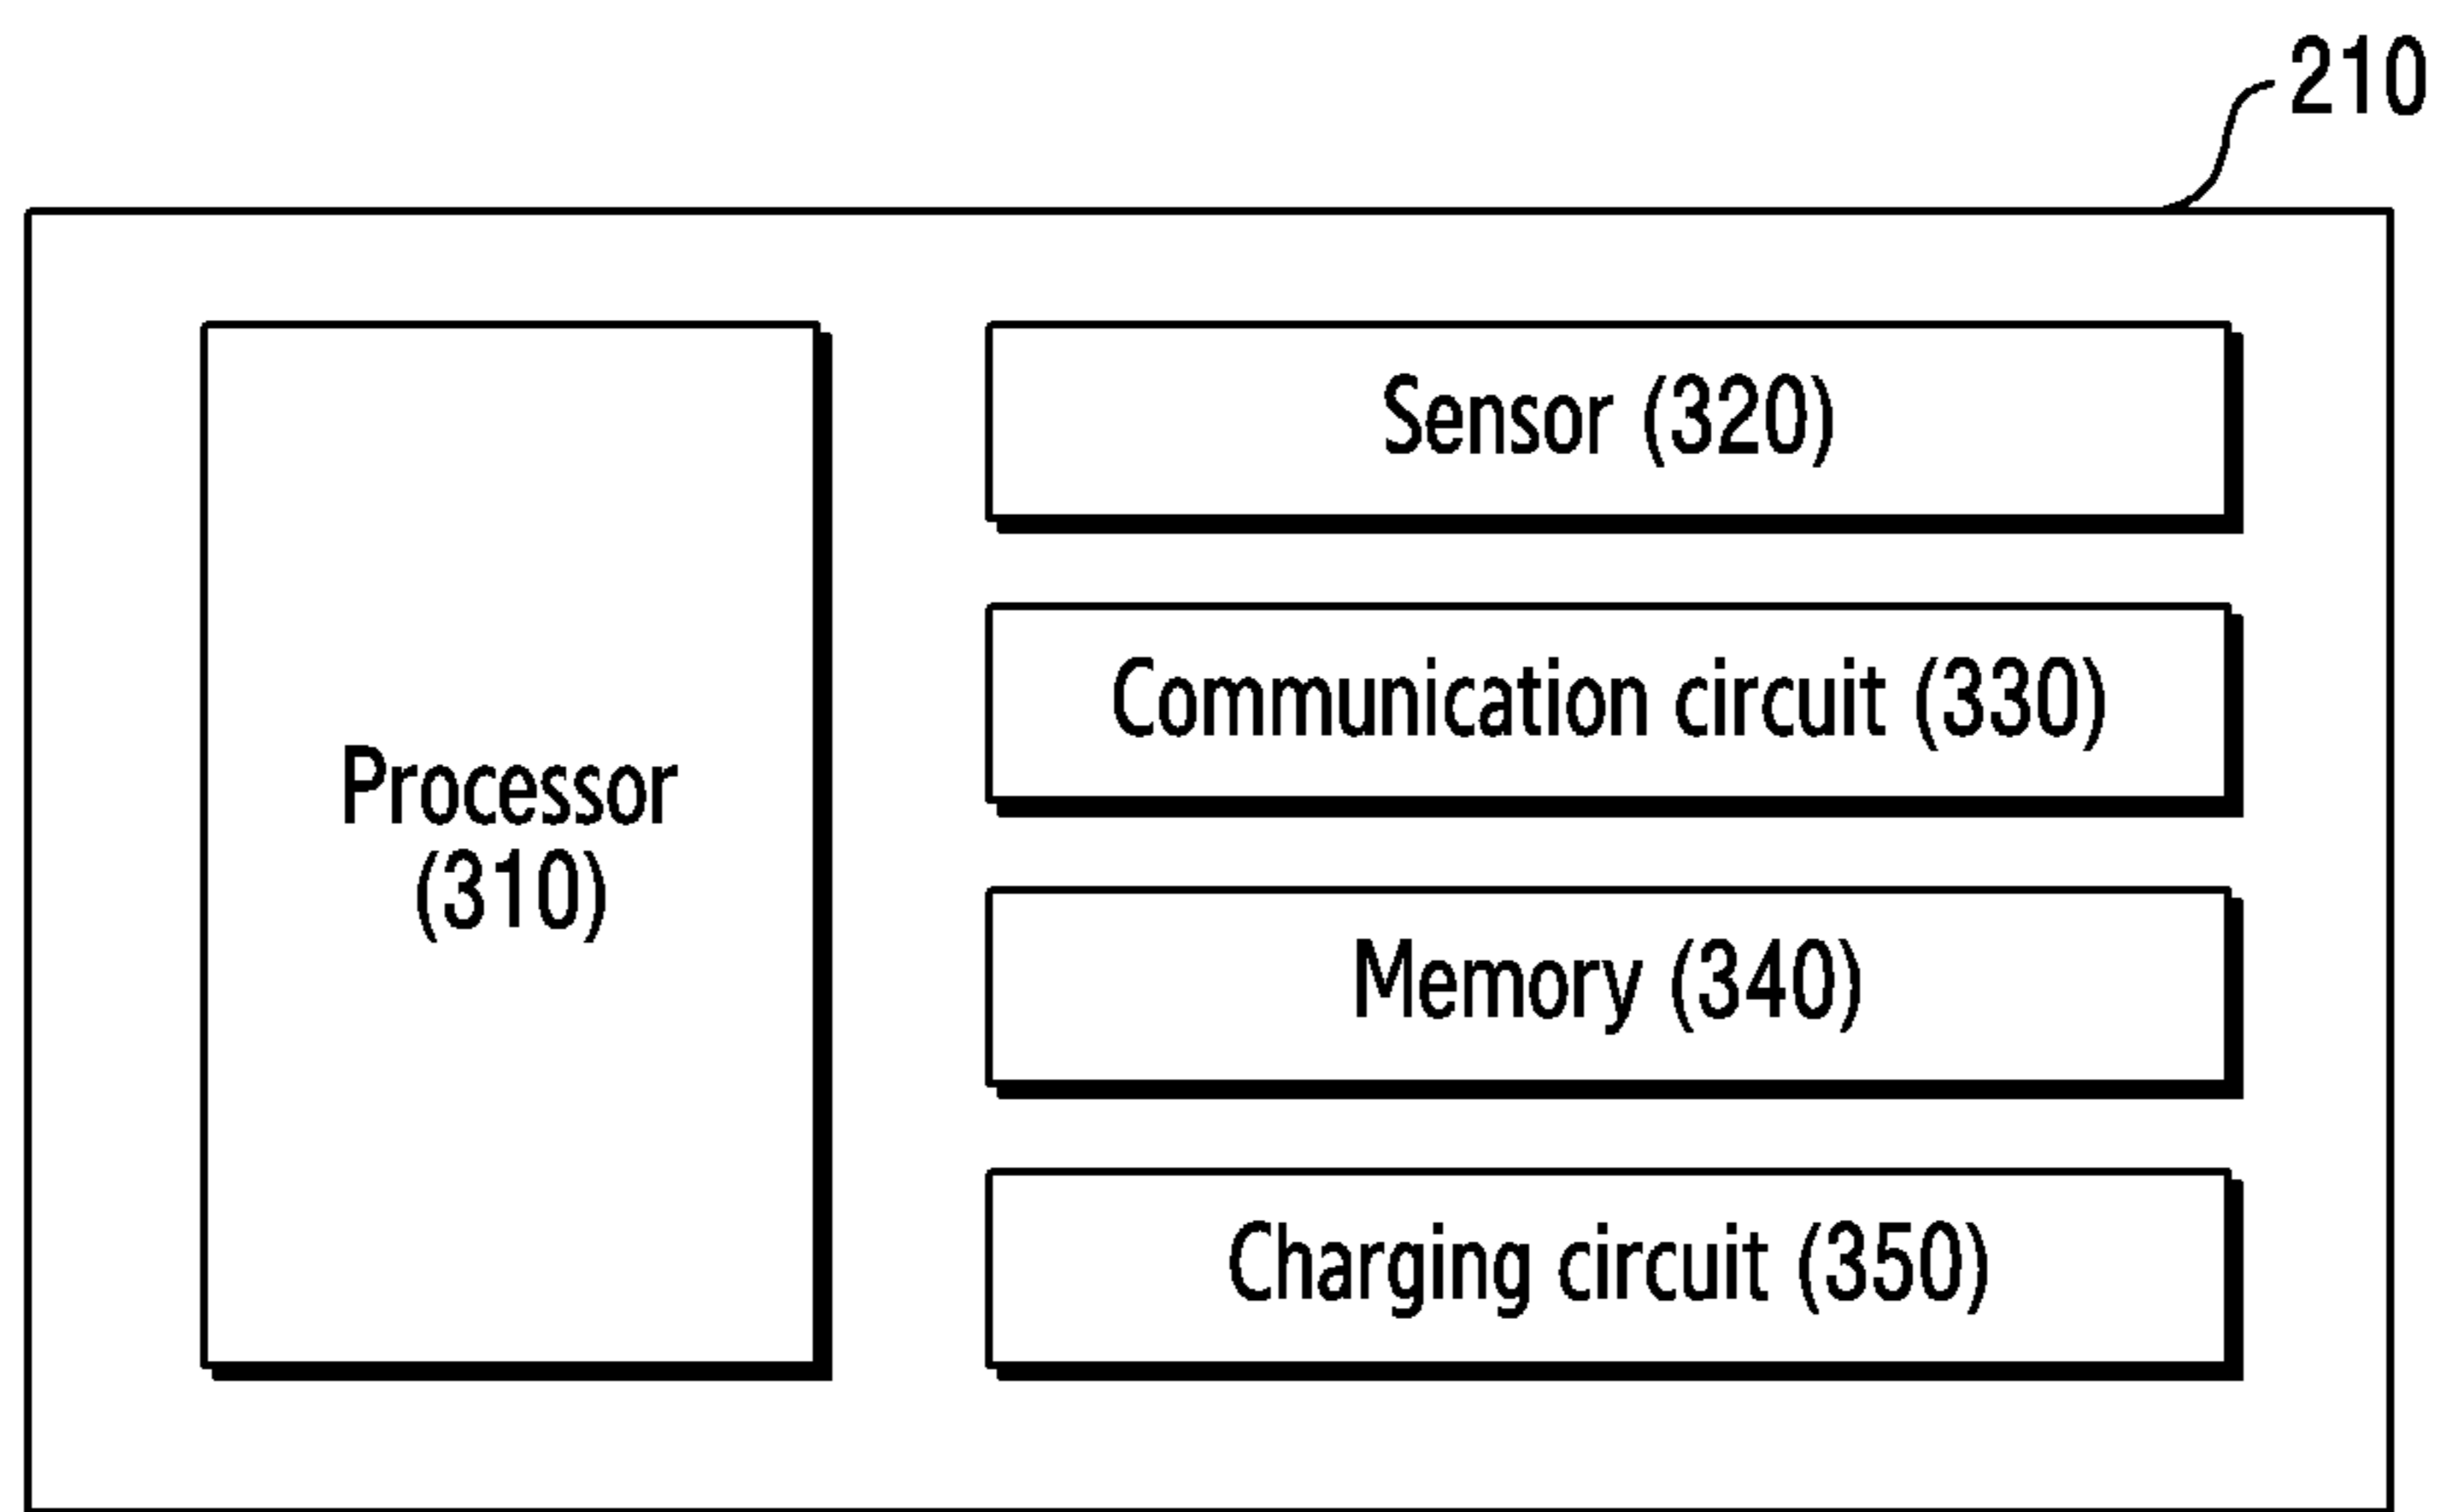 210
Processor
(310)
Sensor (320)
Communication circuit (330)
Memory (340)
Charging circuit (350)